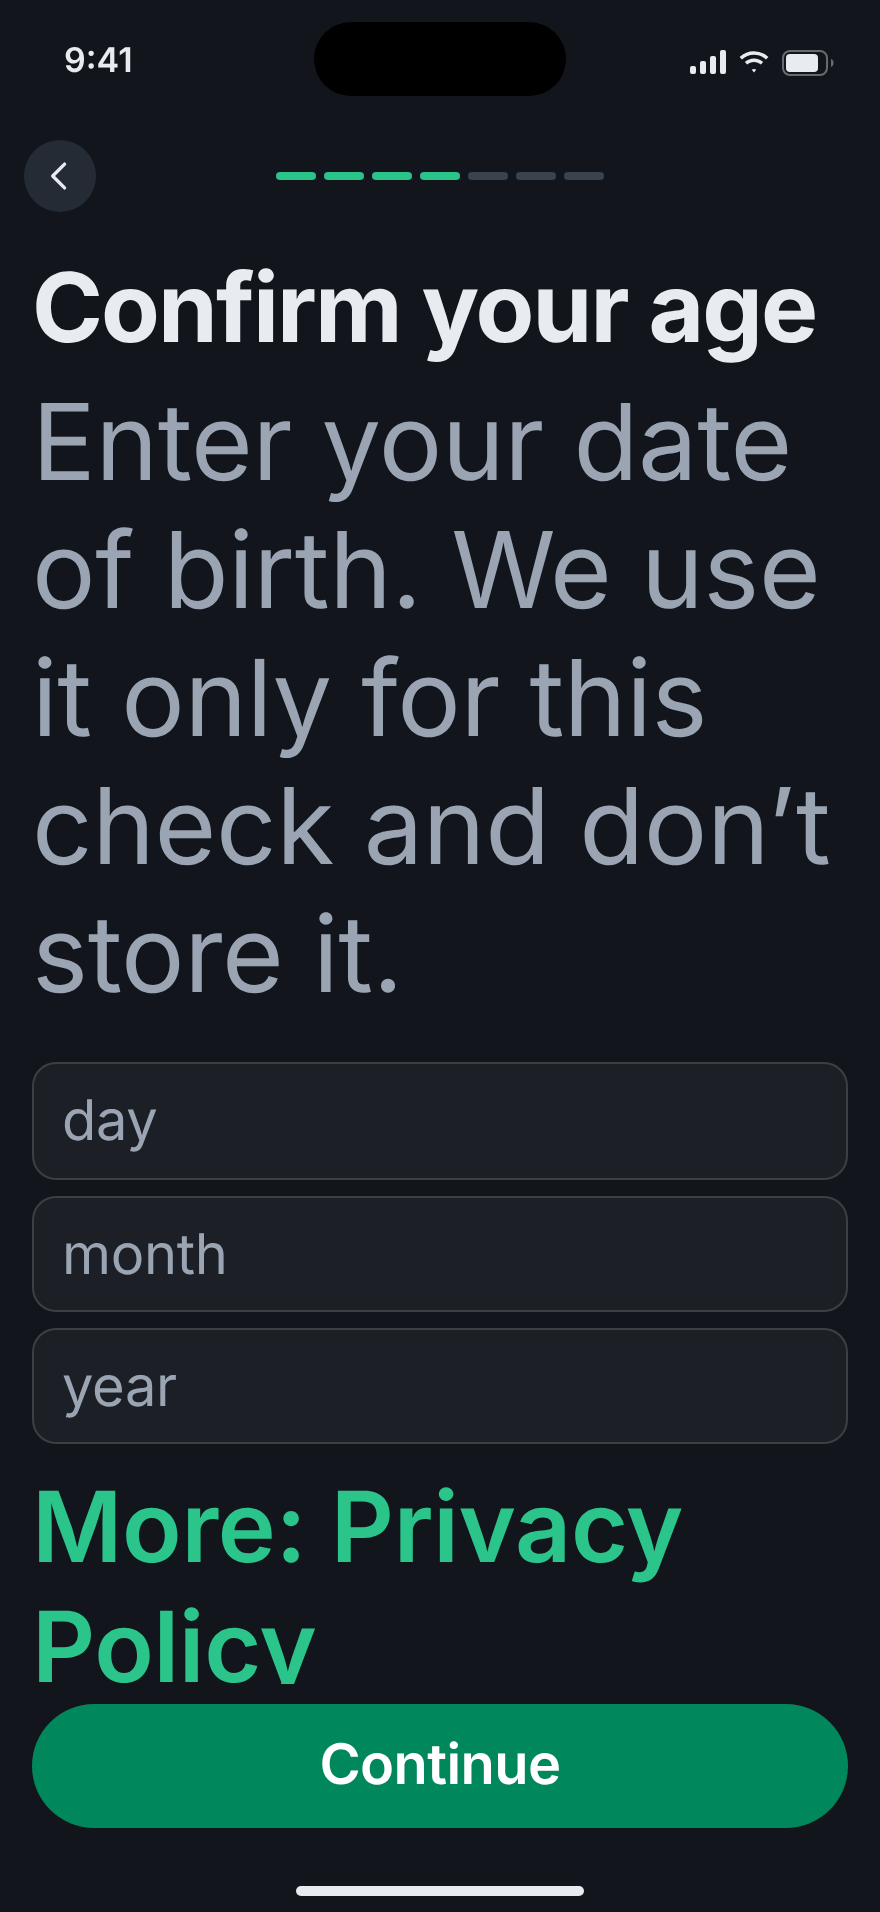 9:41
Confirm your age
Enter your date
of birth. We use
it only for this
check and don’t
store it.
day
month
year
More: Privacy
Policy
Continue